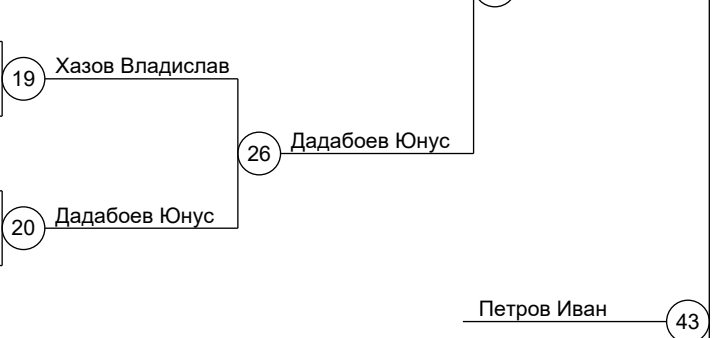 19
Хазов Владислав
26
Дадабоев Юнус
20
Дадабоев Юнус
Петров Иван
43